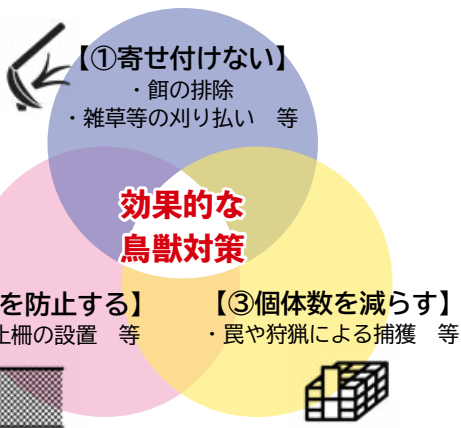 【①寄せ付けない】
・餌の排除
・雑草等の刈り払い　等
効果的な
鳥獣対策
を防止する】
止柵の設置　等
【③個体数を減らす】
・罠や狩猟による捕獲　等